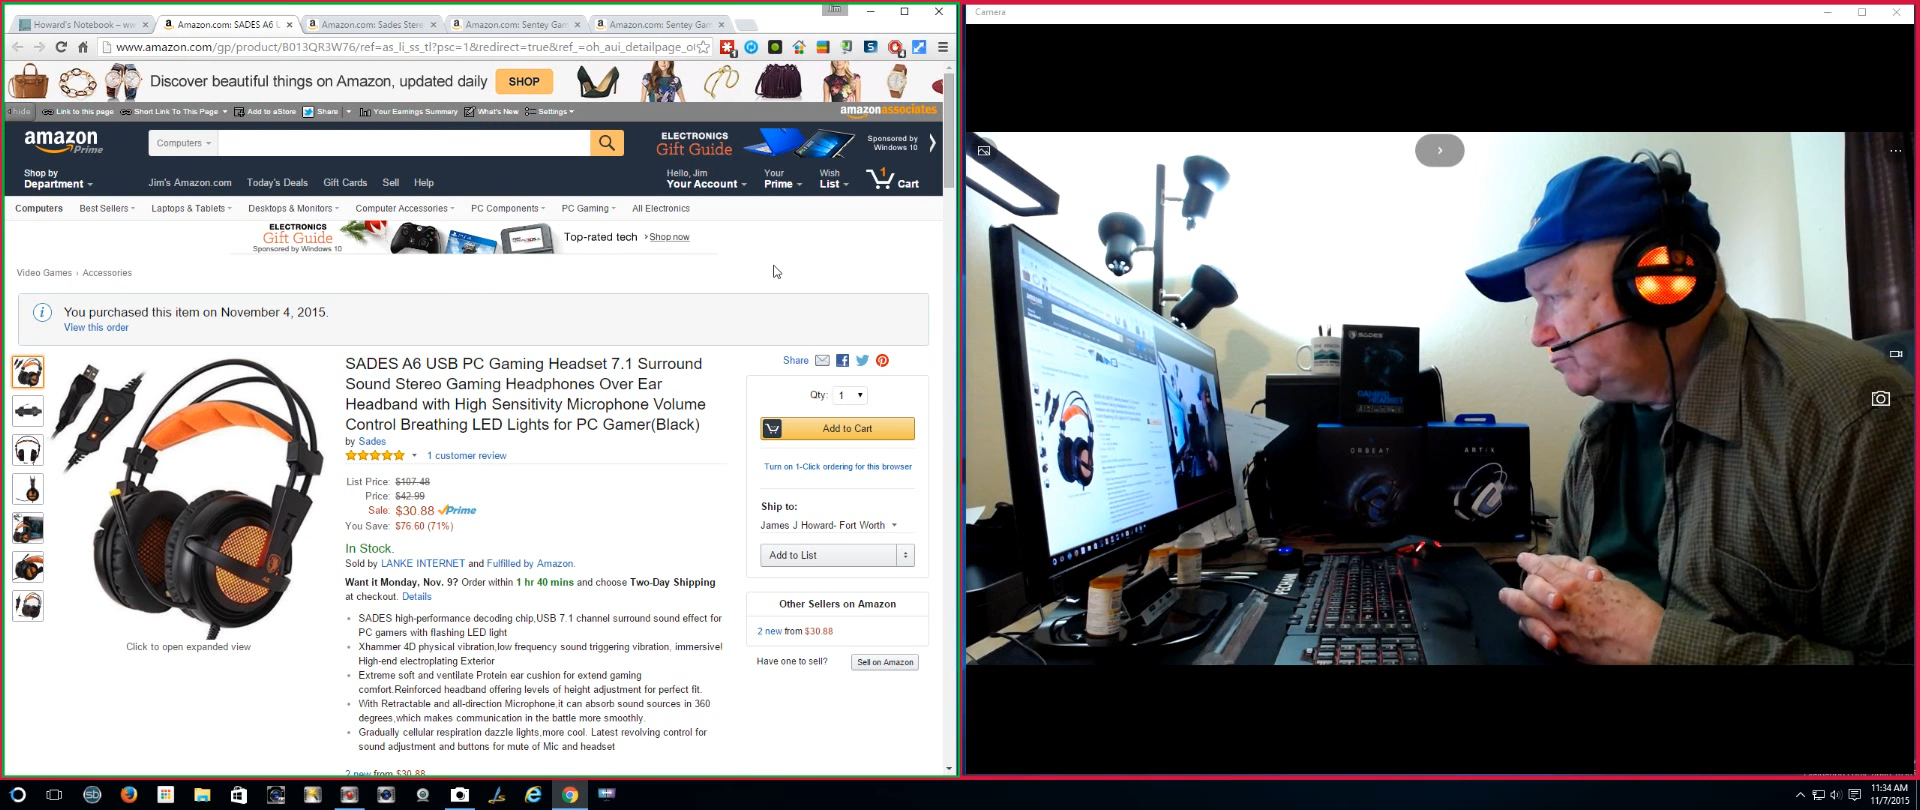 Jim
Howard's Notebook – ww
Amazon.com: SADES A6 U
Amazon.com: Sades Stere
Amazon.com: Sentey Gam
Amazon.com: Sentey Gam
www.amazon.com/gp/product/B013QR3W76/ref=as_li_ss_tl?psc=1&redirect=true&ref_=oh_aui_detailpage_o0
Discover beautiful things on Amazon, updated daily
SHOP
hide
Link to this page
Short Link To This Page
Add to aStore
Share
Your Earnings Summary
What's New
Settings
amazonassociates
amazon
Prime
Computers
ELECTRONICS
Gift Guide
Sponsored by
Windows 10
Shop by
Department
Jim's Amazon.com
Today's Deals
Gift Cards
Sell
Help
Hello, Jim
Your Account
Your
Prime
Wish
List
1
Cart
Computers
Best Sellers
Laptops & Tablets
Desktops & Monitors
Computer Accessories
PC Components
PC Gaming
All Electronics
ELECTRONICS
Gift Guide
Sponsored by Windows 10
Top-rated tech
› Shop now
Video Games › Accessories
You purchased this item on November 4, 2015.
View this order
SADES A6 USB PC Gaming Headset 7.1 Surround
Sound Stereo Gaming Headphones Over Ear
Headband with High Sensitivity Microphone Volume
Control Breathing LED Lights for PC Gamer(Black)
by Sades
1 customer review
List Price: $107.48
Price: $42.99
Sale: $30.88 Prime
You Save: $76.60 (71%)
In Stock.
Sold by LANKE INTERNET and Fulfilled by Amazon.
Want it Monday, Nov. 9? Order within 1 hr 40 mins and choose Two-Day Shipping
at checkout. Details
• SADES high-performance decoding chip,USB 7.1 channel surround sound effect for
PC gamers with flashing LED light
• Xhammer 4D physical vibration,low frequency sound triggering vibration, immersive!
High-end electroplating Exterior
• Extreme soft and ventilate Protein ear cushion for extend gaming
comfort.Reinforced headband offering levels of height adjustment for perfect fit.
• With Retractable and all-direction Microphone,it can absorb sound sources in 360
degrees,which makes communication in the battle more smoothly.
• Gradually cellular respiration dazzle lights,more cool. Latest revolving control for
sound adjustment and buttons for mute of Mic and headset
2 new from $30.88
Click to open expanded view
Share
Qty: 1
Add to Cart
Turn on 1-Click ordering for this browser
Ship to:
James J Howard- Fort Worth
Add to List
Other Sellers on Amazon
2 new from $30.88
Have one to sell?
Sell on Amazon
Camera
SADES
GAMING
HEADSET
ORBEAT
ARTIX
11:34 AM
11/7/2015